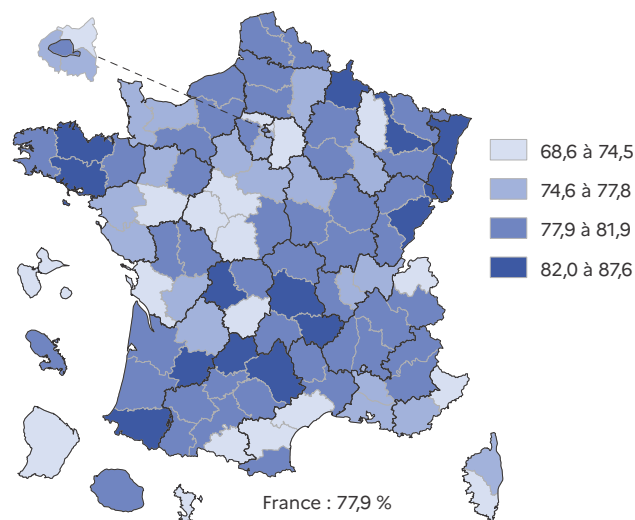 68,6 à 74,5
74,6 à 77,8
77,9 à 81,9
82,0 à 87,6
France : 77,9 %